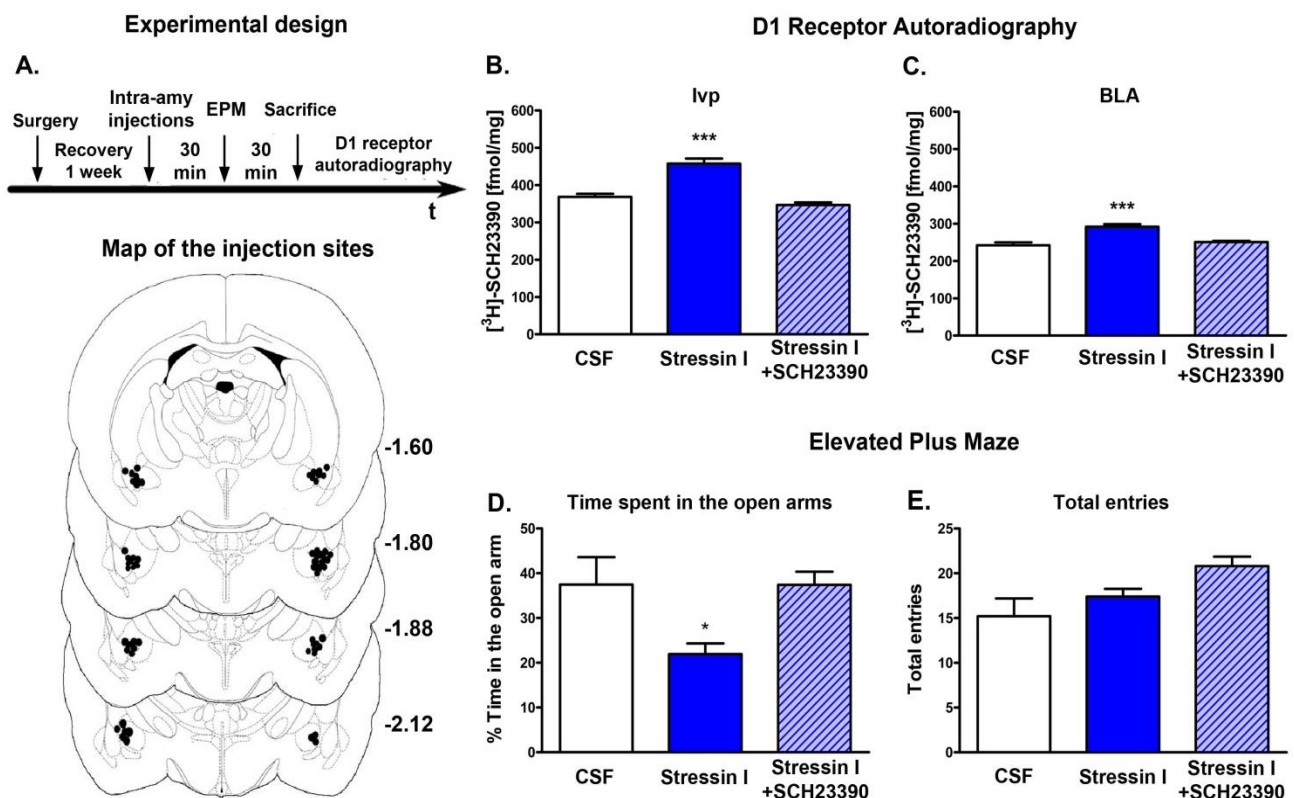 Experimental design
A.
Surgery
Intra-amy
injections
EPM
Sacrifice
Recovery
1 week
30
min
30
min
D1 receptor
autoradiography
t
Map of the injection sites
-1.60
-1.80
-1.88
-2.12
D1 Receptor Autoradiography
B.
lvp
[³H]-SCH23390 [fmol/mg]
600
500
400
300
200
100
0
***
CSF
Stressin I
Stressin I
+SCH23390
C.
BLA
[³H]-SCH23390 [fmol/mg]
600
500
400
300
200
100
0
***
CSF
Stressin I
Stressin I
+SCH23390
Elevated Plus Maze
D.
Time spent in the open arms
% Time in the open arm
50
40
30
20
10
0
*
CSF
Stressin I
Stressin I
+SCH23390
E.
Total entries
Total entries
25
20
15
10
5
0
CSF
Stressin I
Stressin I
+SCH23390